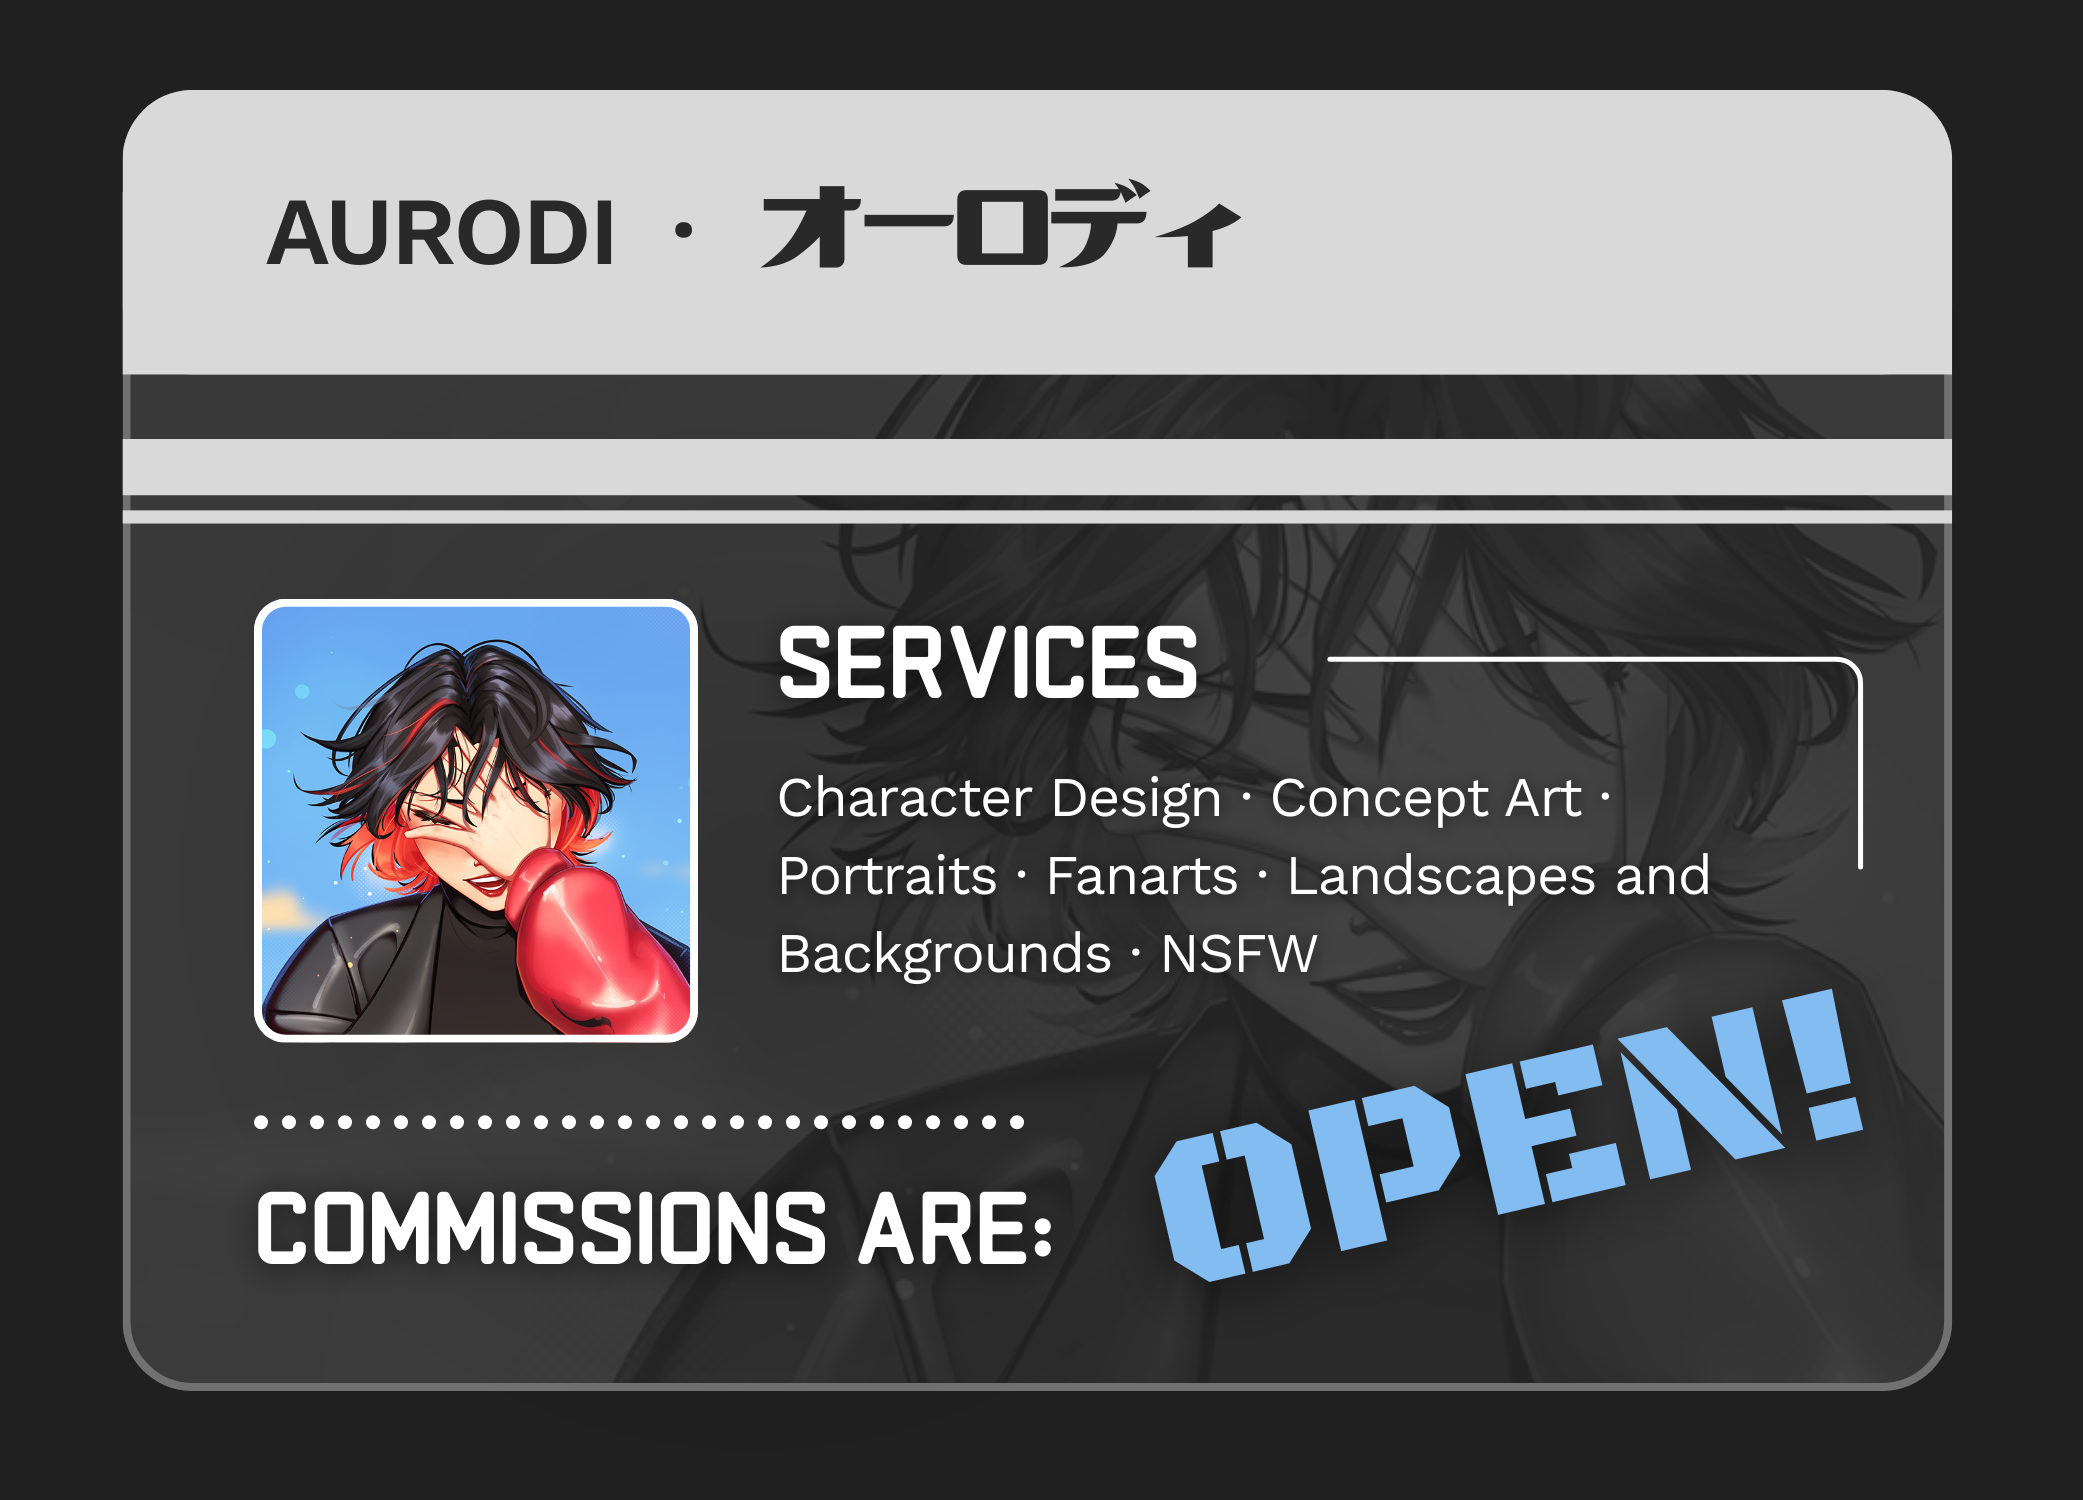 AURODI · オーロディ
SERVICES
Character Design · Concept Art ·
Portraits · Fanarts · Landscapes and
Backgrounds · NSFW
COMMISSIONS ARE:
OPEN!